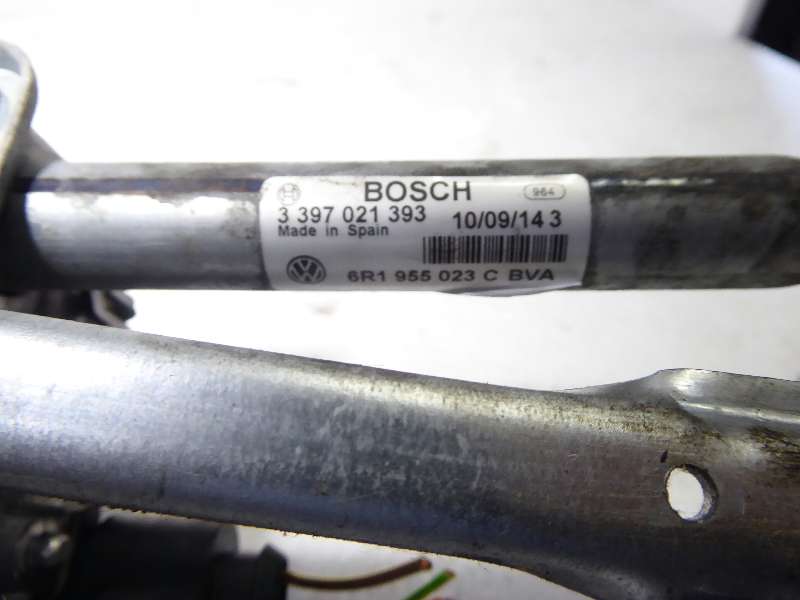 BOSCH 964
3 397 021 393 10/09/14 3
Made in Spain
6R1 955 023 C BVA